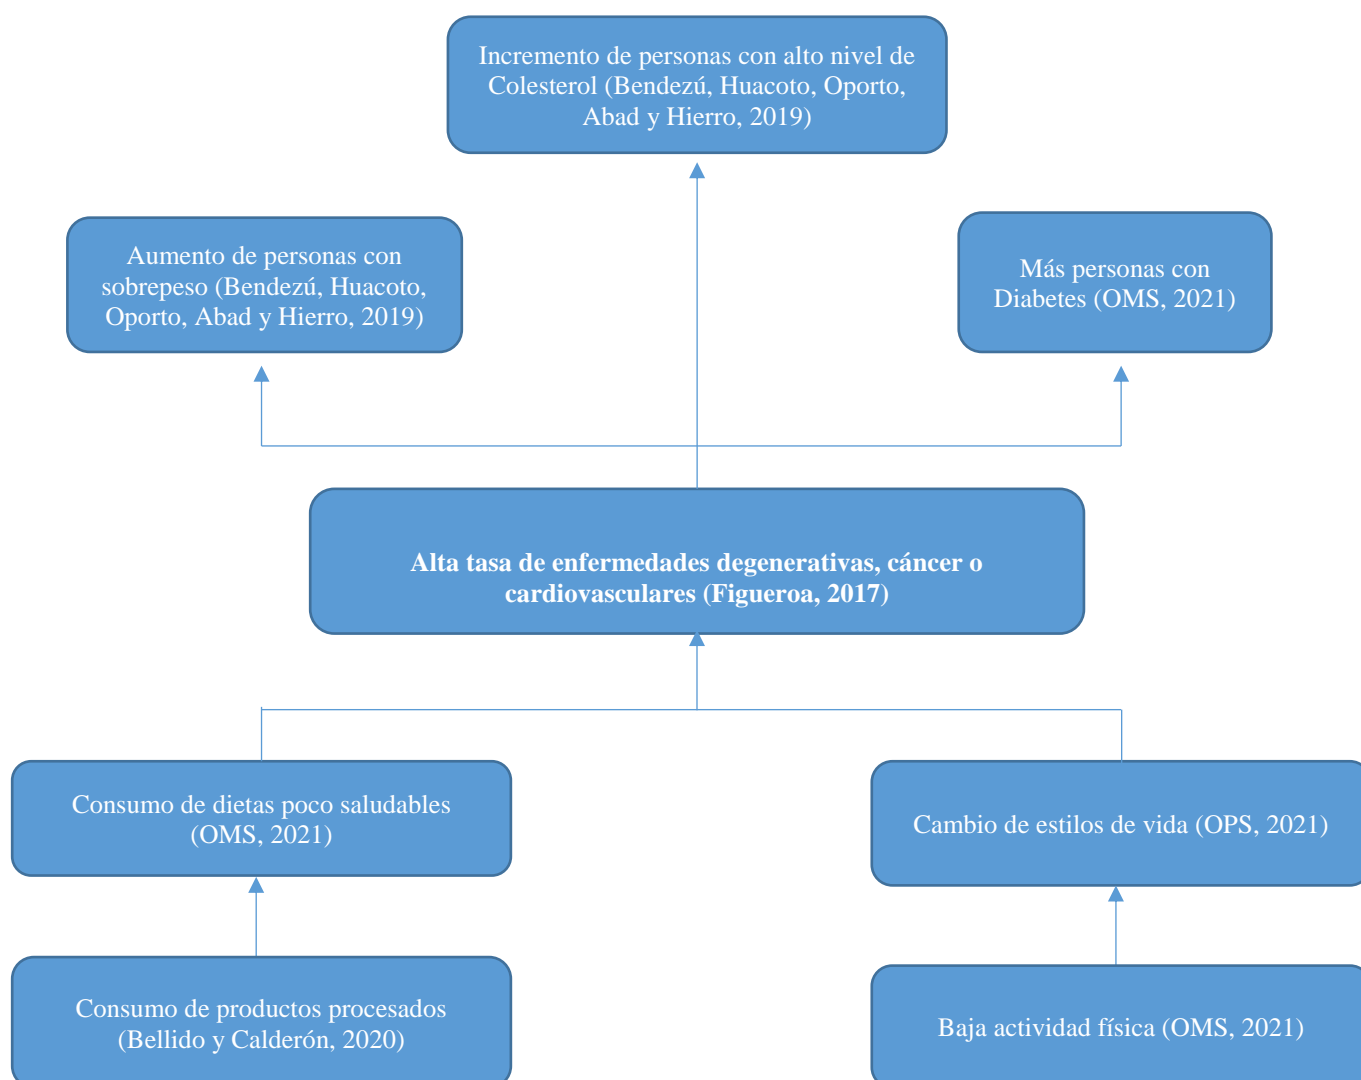 Incremento de personas con alto nivel de
Colesterol (Bendezú, Huacoto, Oporto,
Abad y Hierro, 2019)
Aumento de personas con
sobrepeso (Bendezú, Huacoto,
Oporto, Abad y Hierro, 2019)
Más personas con
Diabetes (OMS, 2021)
Alta tasa de enfermedades degenerativas, cáncer o
cardiovasculares (Figueroa, 2017)
Consumo de dietas poco saludables
(OMS, 2021)
Cambio de estilos de vida (OPS, 2021)
Consumo de productos procesados
(Bellido y Calderón, 2020)
Baja actividad física (OMS, 2021)